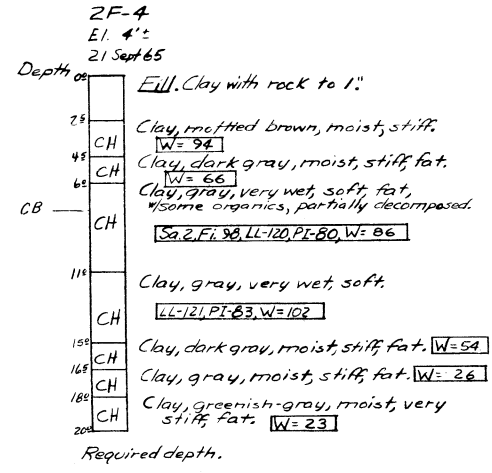 2F-4
El. 4'±
21 Sept 65
Depth 0.0
Fill. Clay with rock to 1".
2.5
CH Clay, mottled brown, moist, stiff.
W= 94
4.5
CH Clay, dark gray, moist, stiff, fat.
W= 66
6.0
Clay, gray, very wet, soft, fat,
w/some organics, partially decomposed.
CB
CH
Sa. 2, Fi. 98, LL-120, PI-80, W= 86
11.0
Clay, gray, very wet, soft.
LL-121, PI-83, W= 102
CH
15.0
CH Clay, dark gray, moist, stiff, fat. W= 54
16.5
CH Clay, gray, moist, stiff, fat. W= 26
18.0
CH Clay, greenish-gray, moist, very
stiff, fat. W= 23
20.0
Required depth.